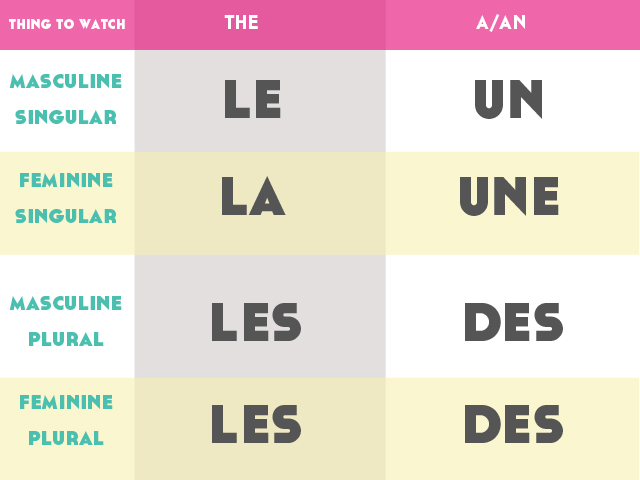 THING TO WATCH THE A/AN
MASCULINE
SINGULAR
LE UN
FEMININE
SINGULAR
LA UNE
MASCULINE
PLURAL
LES DES
FEMININE
PLURAL
LES DES